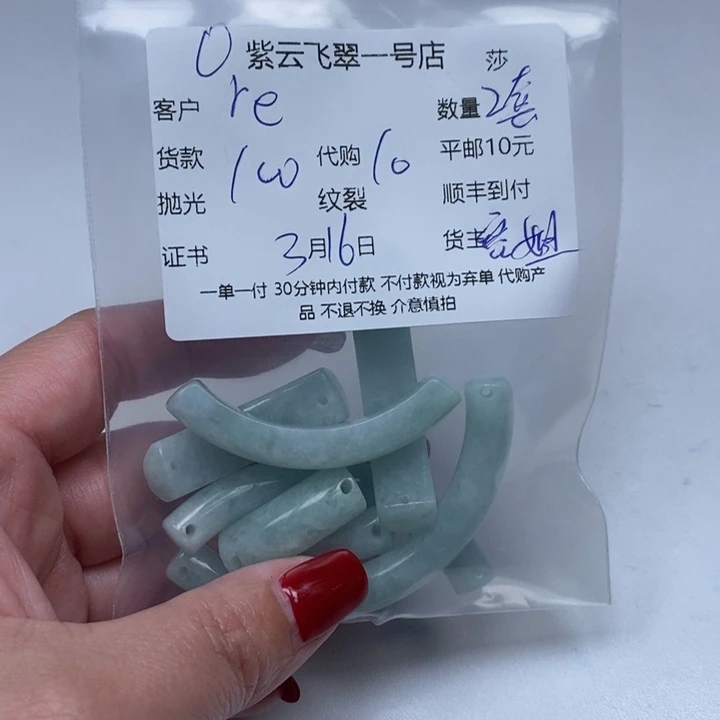 O 紫云飞翠一号店 莎
客户 re 数量 2套
货款 100 代购 10 平邮10元
抛光 纹裂 顺丰到付
证书 3月16日 货主
一单一付 30分钟内付款 不付款视为弃单 代购产
品 不退不换 介意慎拍